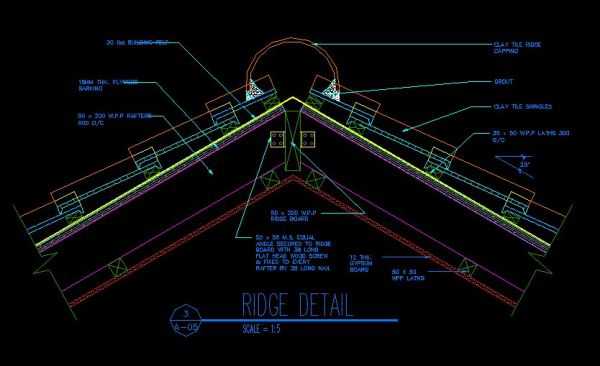 30 lbs BUILDING FELT
CLAY TILE RIDGE
CAPPING
18MM THK. PLYWOOD
SARKING
GROUT
50 x 200 W.P.P RAFTERS
600 O/C
CLAY TILE SHINGLES
25 x 50 W.P.P LATHS 300
O/C
25°
50 x 200 W.P.P
RIDGE BOARD
50 x 50 M.S. EQUAL
ANGLE SECURED TO RIDGE
BOARD WITH 38 LONG
FLAT HEAD WOOD SCREW
& FIXED TO EVERY
RAFTER BY 38 LONG NAIL
12 THK.
GYPSUM
BOARD
50 X 50
WPP LATHS
RIDGE DETAIL
3
A-05
SCALE = 1:5